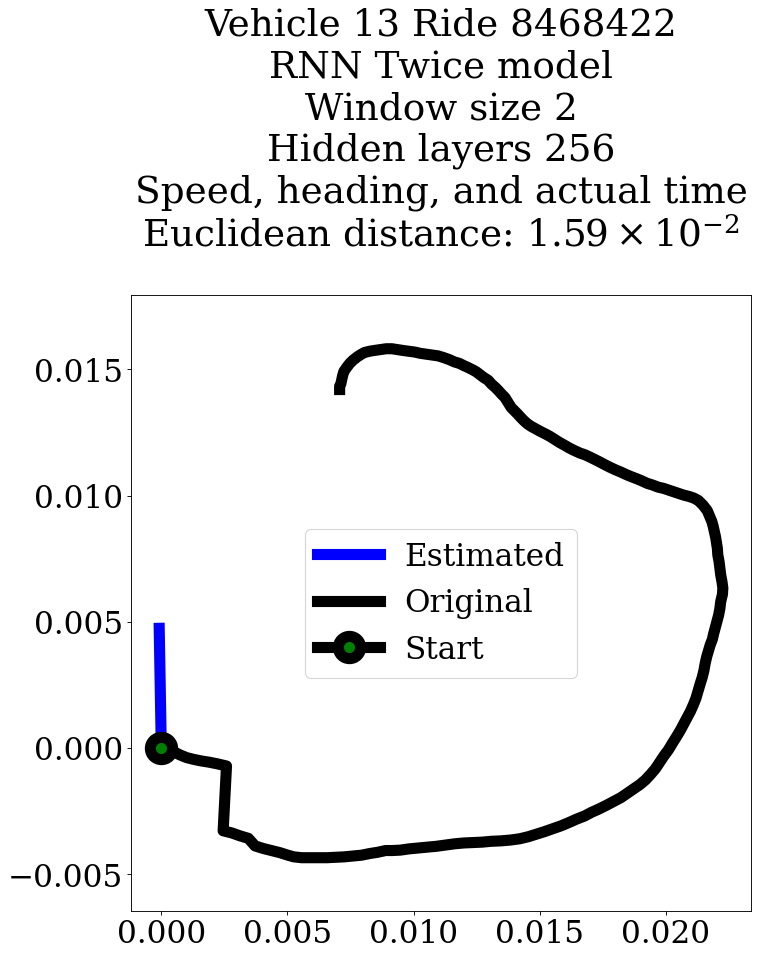 Vehicle 13 Ride 8468422
RNN Twice model
Window size 2
Hidden layers 256
Speed, heading, and actual time
Euclidean distance: 1.59 × 10⁻²
0.015
0.010
0.005
0.000
−0.005
Estimated
Original
Start
0.000 0.005 0.010 0.015 0.020